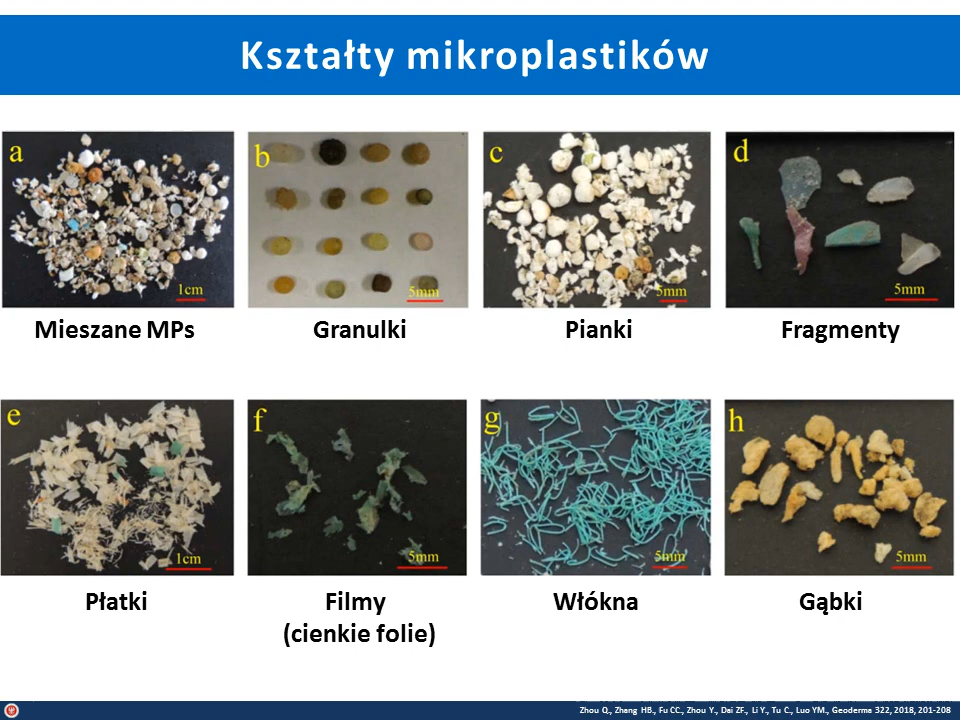 Kształty mikroplastików
a
b
c
d
1cm
5mm
5mm
5mm
Mieszane MPs
Granulki
Pianki
Fragmenty
e
f
g
h
1cm
5mm
5mm
5mm
Płatki
Filmy
(cienkie folie)
Włókna
Gąbki
Zhou Q., Zhang HB., Fu CC., Zhou Y., Dai ZF., Li Y., Tu C., Luo YM., Geoderma 322, 2018, 201-208